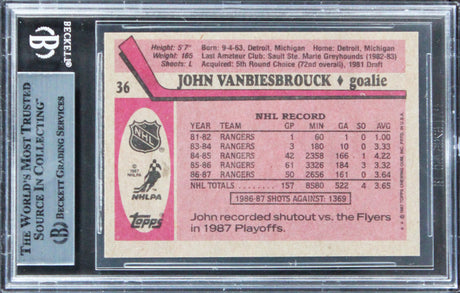 BECKETT
THE WORLD'S MOST TRUSTED
SOURCE IN COLLECTING™
BECKETT GRADING SERVICES
Height: 5'7" Born: 9-4-63, Detroit, Michigan Home: Detroit, Michigan
Weight: 185 Last Amateur Club: Sault Ste. Marie Greyhounds (1982-83)
Shoots: L Acquired: 5th Round Choice (72nd overall), 1981 Draft
36 JOHN VANBIESBROUCK ♦ goalie
NHL
© 1987
NHLPA
NHLPA
Topps
NHL RECORD
YEAR TEAM GP MIN GA SO AVG
81-82 RANGERS 1 60 1 0 1.00
83-84 RANGERS 3 180 10 0 3.33
84-85 RANGERS 42 2358 166 1 4.22
85-86 RANGERS 61 3326 184 3 3.32
86-87 RANGERS 50 2656 161 0 3.64
NHL TOTALS 157 8580 522 4 3.65
1986-87 SHOTS AGAINST: 1369
John recorded shutout vs. the Flyers
in 1987 Playoffs.